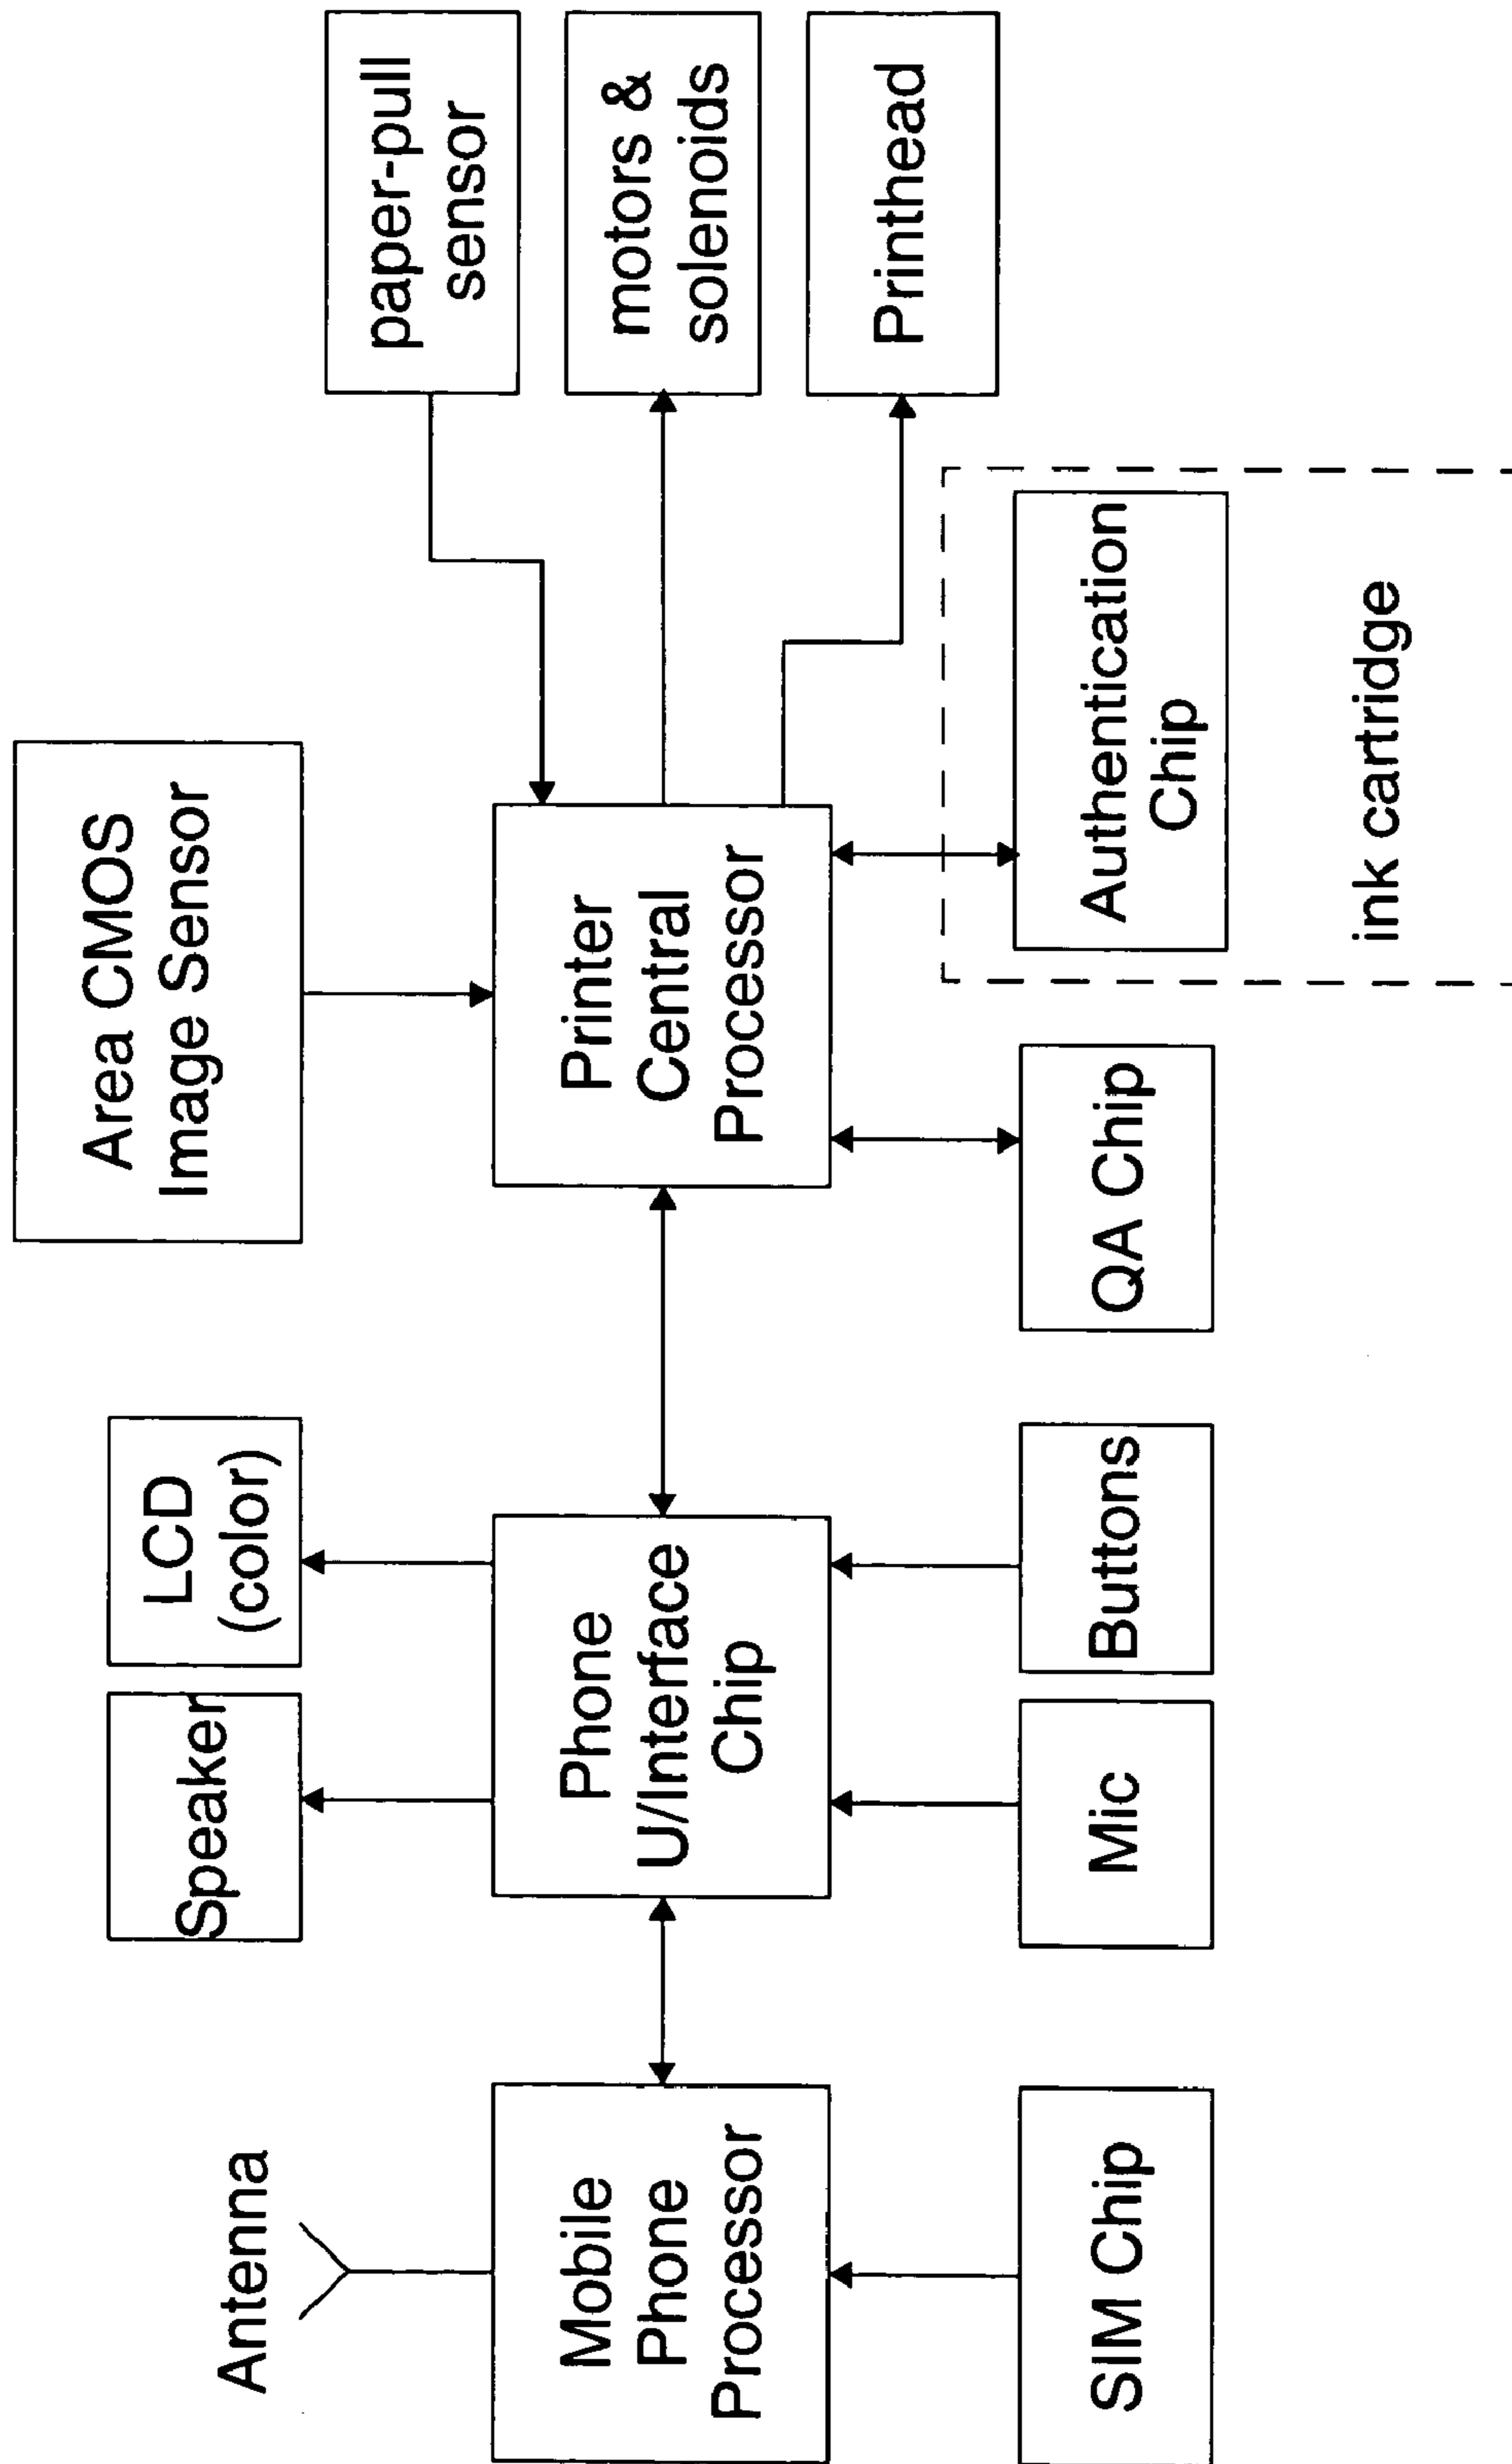 Antenna
Speaker
LCD
(color)
Area CMOS
Image Sensor
paper-pull
sensor
Mobile
Phone
Processor
Phone
U/Interface
Chip
Printer
Central
Processor
motors &
solenoids
Printhead
SIM Chip
Mic
Buttons
QA Chip
Authentication
Chip
ink cartridge